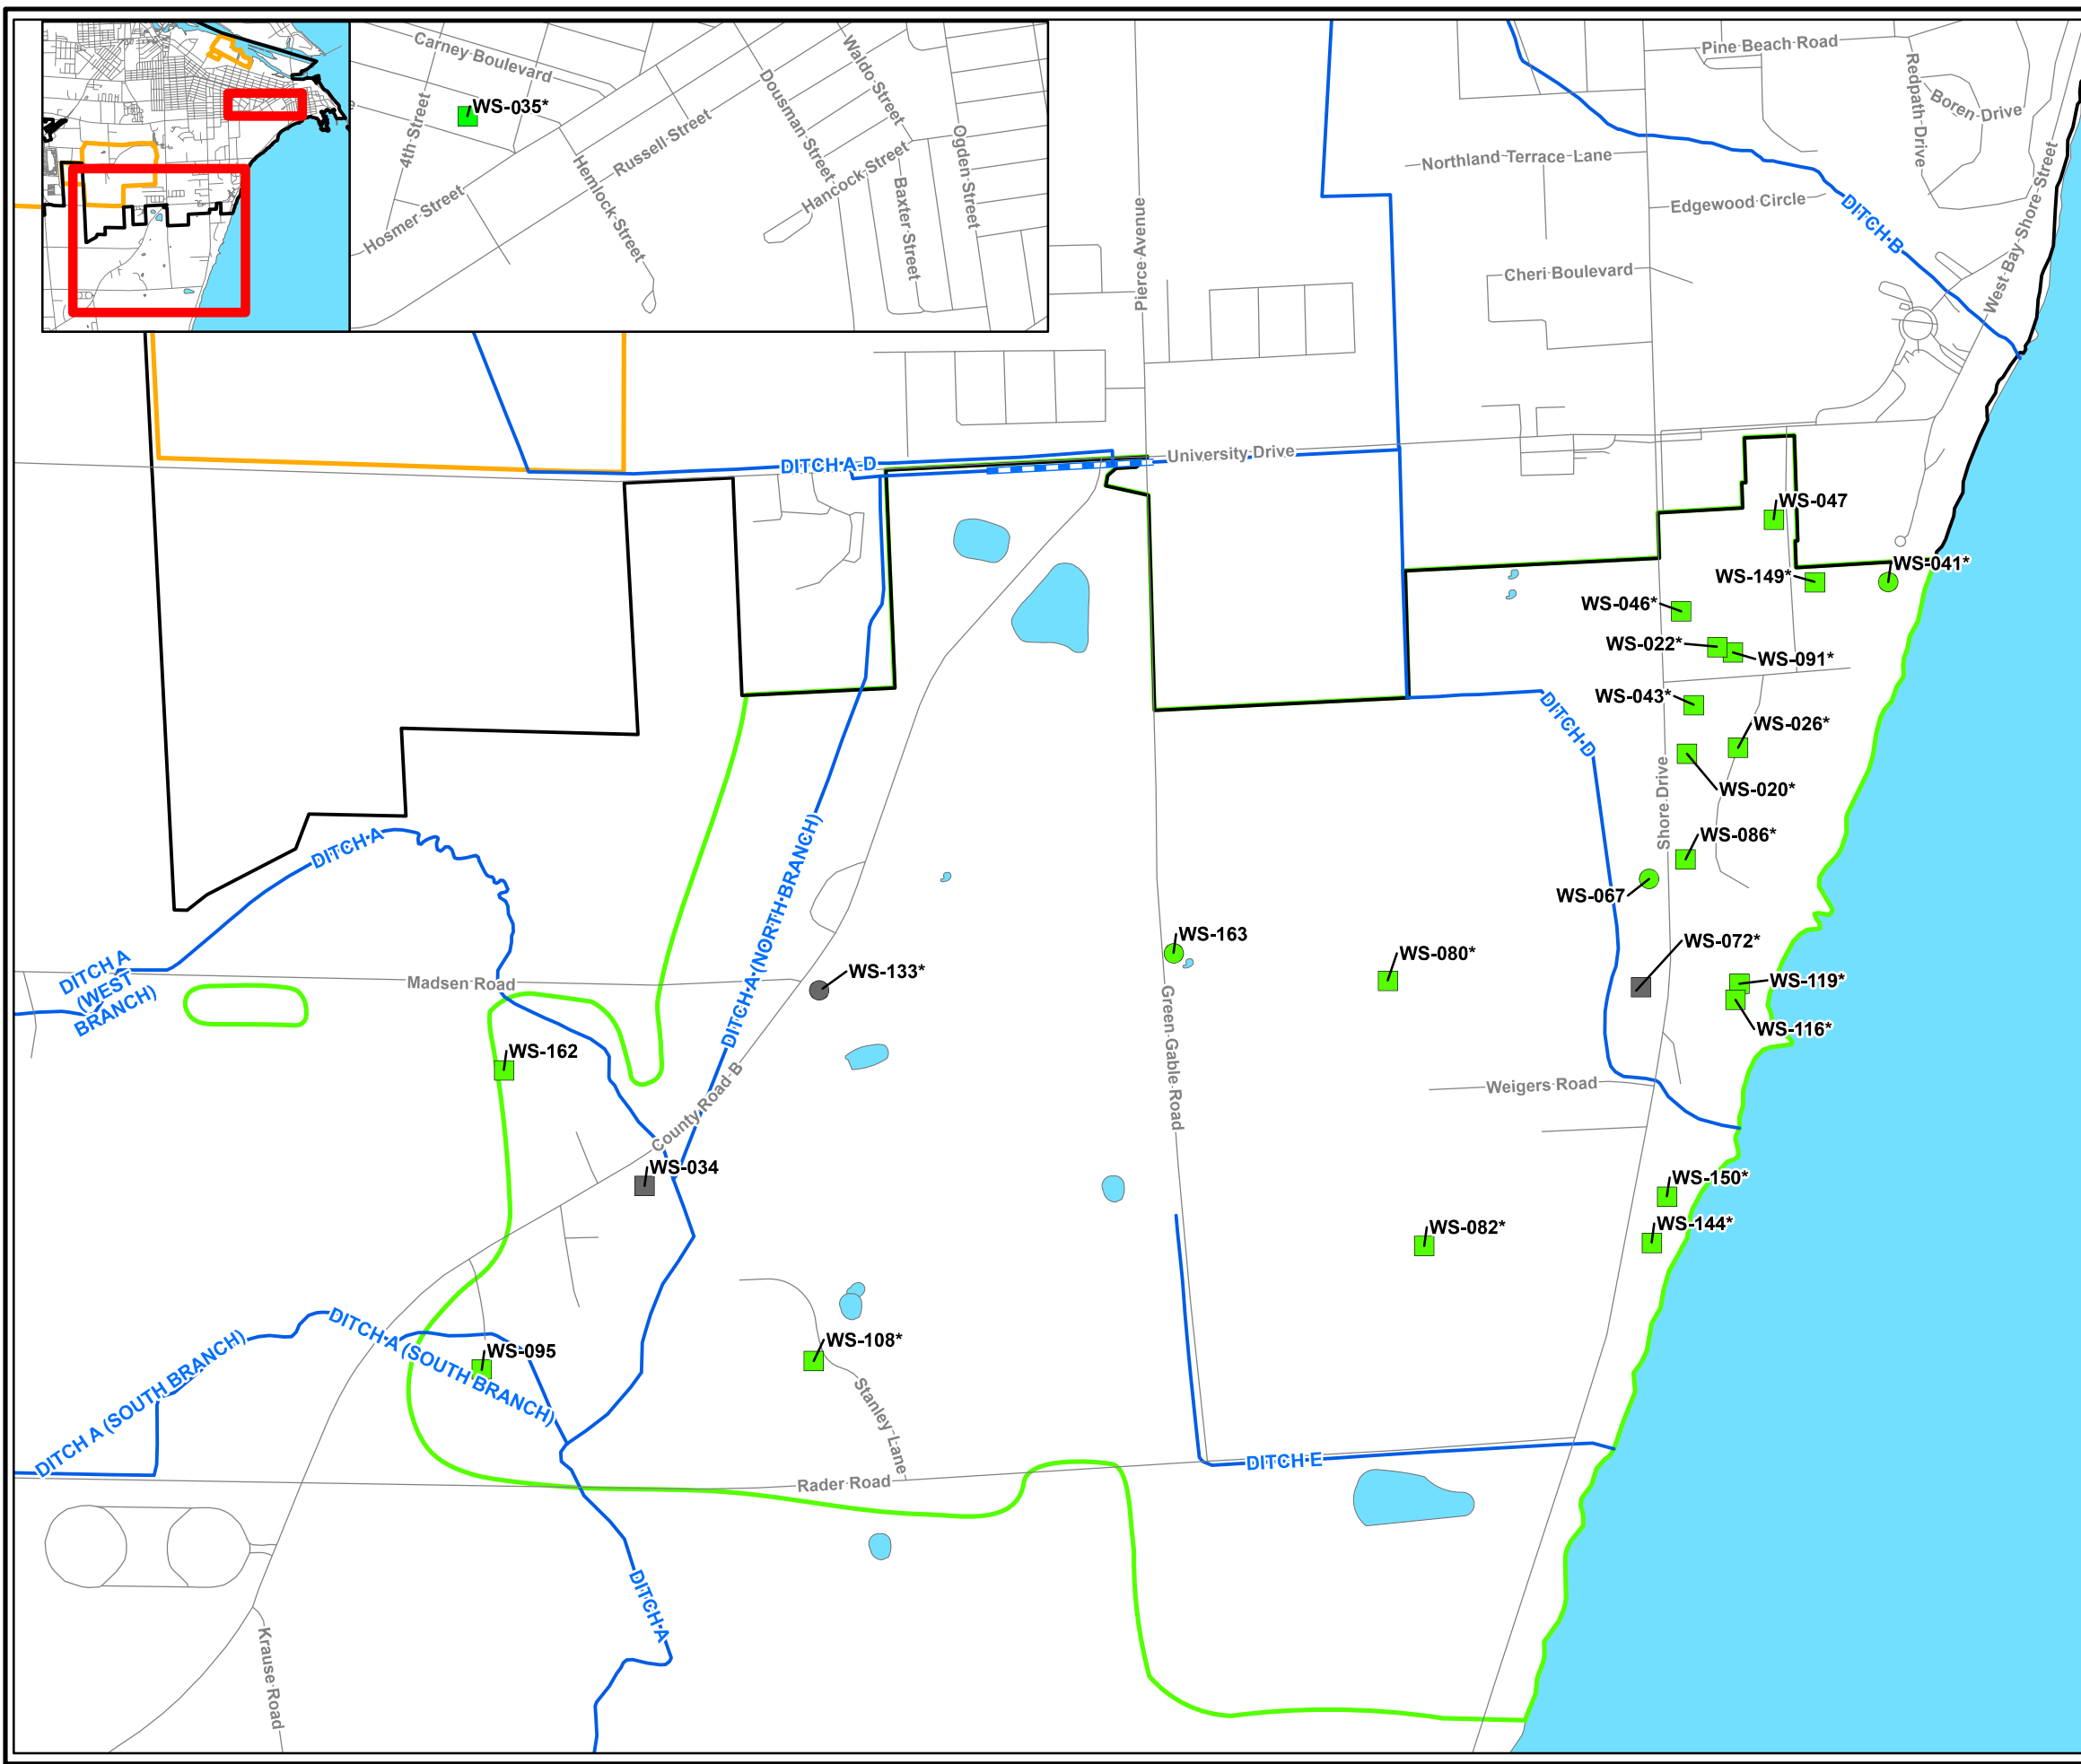 Carney Boulevard
WS-035*
4th Street
Hosmer Street
Russell Street
Hemlock Street
Dousman Street
Waldo Street
Hancock Street
Baxter Street
Ogden Street
Pierce Avenue
Pine Beach Road
Redpath Drive
Boren Drive
Northland Terrace Lane
Edgewood Circle
DITCH B
West Bay Shore Street
Cheri Boulevard
University Drive
DITCH A-D
WS-047
WS-041*
WS-149*
WS-046*
WS-022*
WS-091*
WS-043*
WS-026*
DITCH D
WS-020*
Shore Drive
WS-086*
WS-067
DITCH A
DITCH A (NORTH BRANCH)
WS-163
WS-072*
WS-080*
WS-133*
DITCH A
(WEST
BRANCH)
Madsen Road
WS-119*
WS-116*
Green Gable Road
WS-162
County Road B
Weigers Road
WS-034
WS-150*
WS-144*
WS-082*
DITCH A (SOUTH BRANCH)
DITCH A (SOUTH BRANCH)
WS-095
WS-108*
Stanley Lane
DITCH E
Rader Road
DITCH A
Krause Road